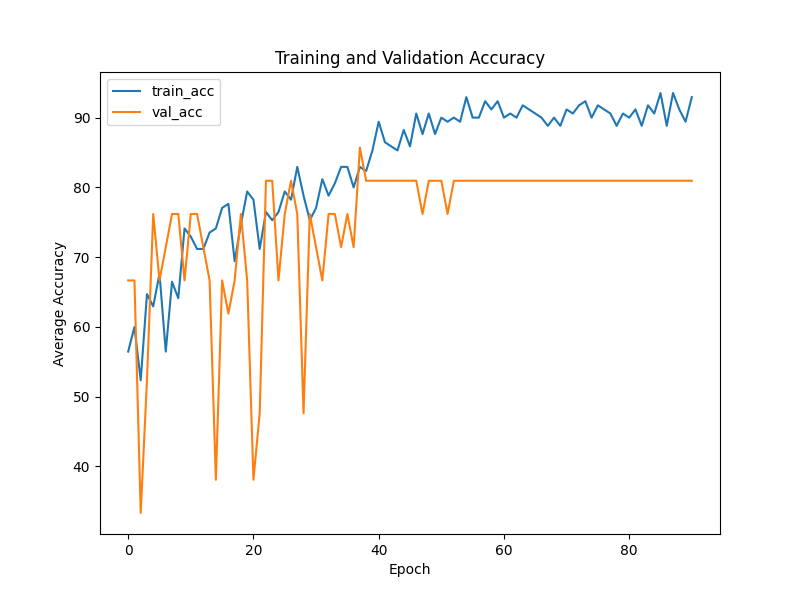 Training and Validation Accuracy
train_acc
val_acc
Average Accuracy
90
80
70
60
50
40
0 20 40 60 80
Epoch